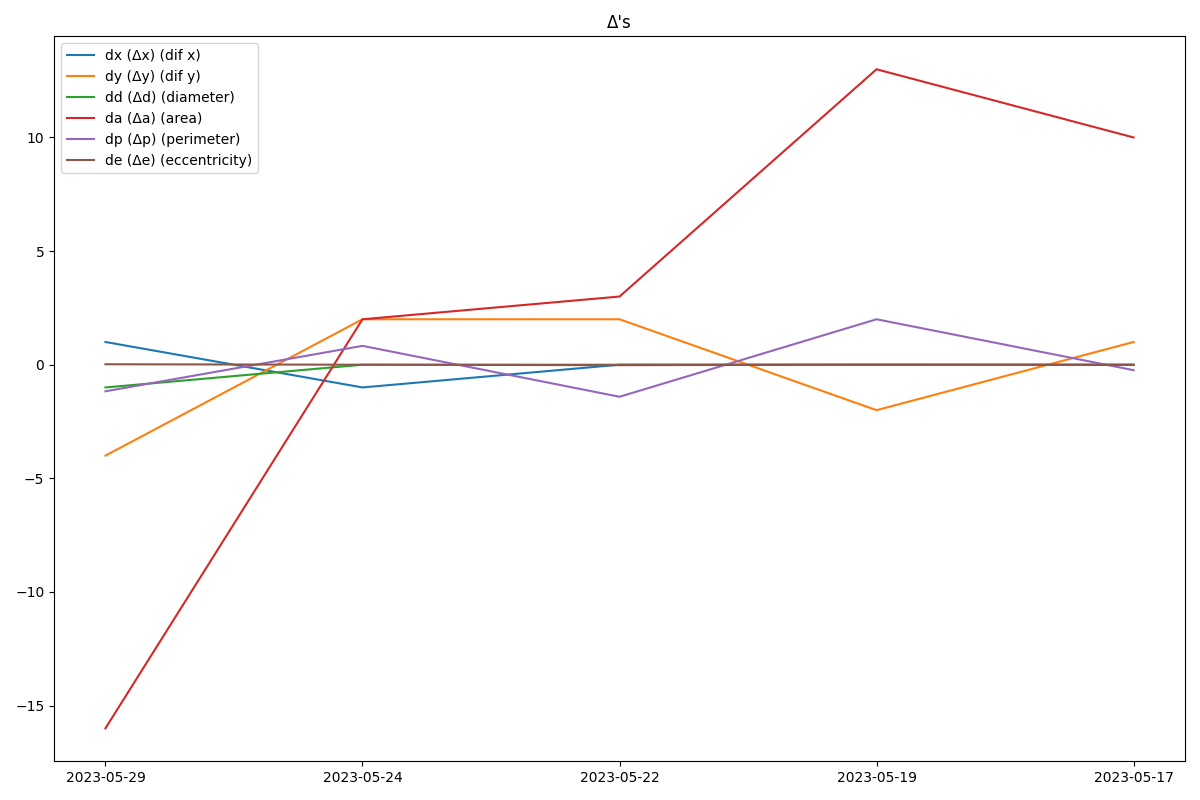 Δ's
dx (Δx) (dif x)
dy (Δy) (dif y)
dd (Δd) (diameter)
da (Δa) (area)
dp (Δp) (perimeter)
de (Δe) (eccentricity)
10
5
0
−5
−10
−15
2023-05-29 2023-05-24 2023-05-22 2023-05-19 2023-05-17